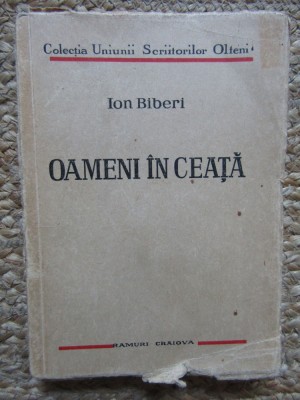 Colecția Uniunii Scriitorilor Olteni
Ion Biberi
OAMENI ÎN CEAȚĂ
RAMURI CRAIOVA